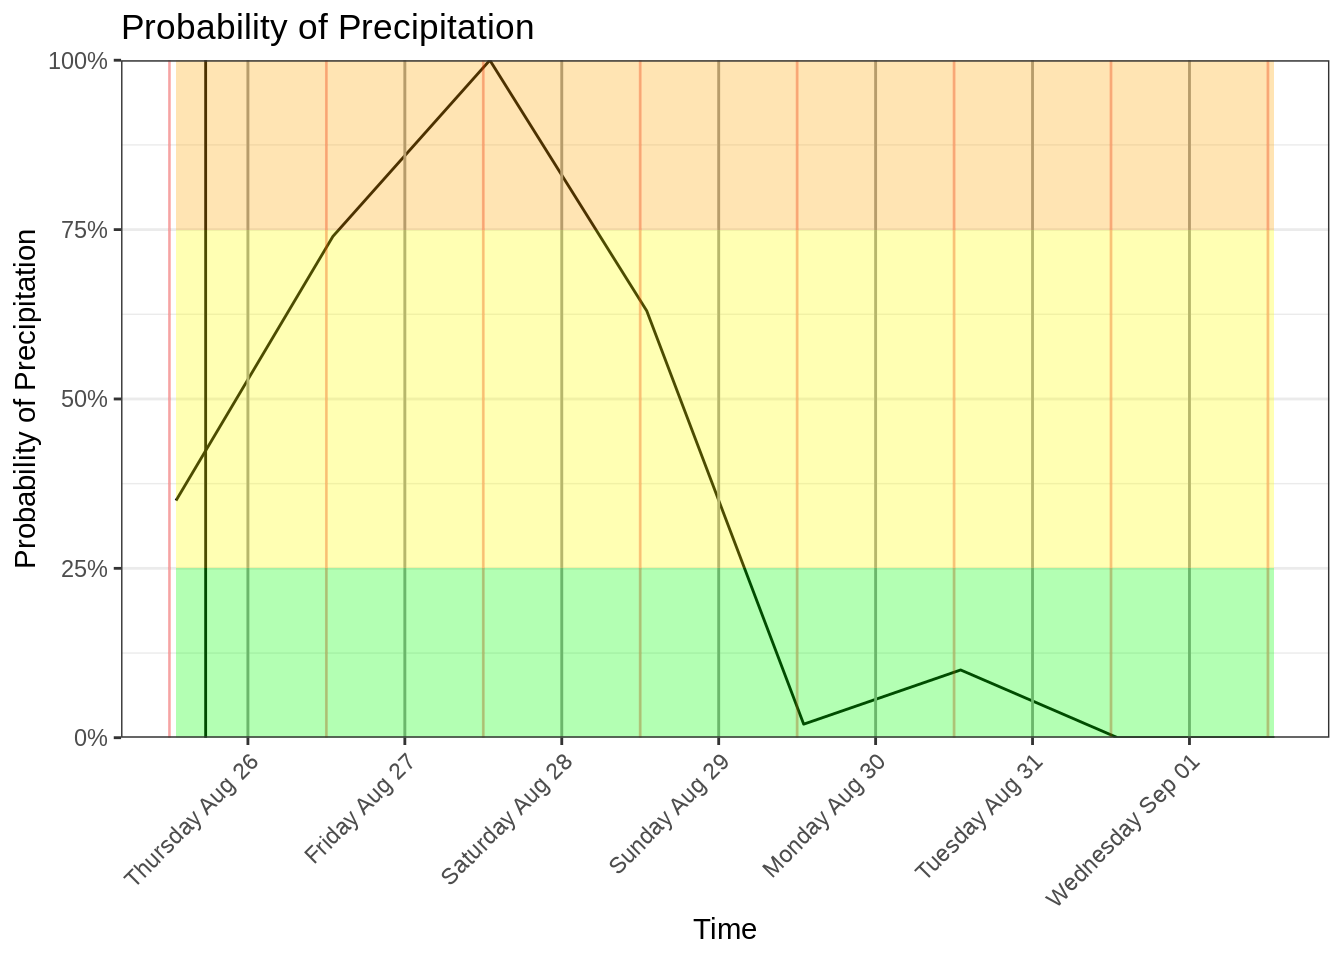 Probability of Precipitation
Probability of Precipitation
100%
75%
50%
25%
0%
Thursday Aug 26
Friday Aug 27
Saturday Aug 28
Sunday Aug 29
Monday Aug 30
Tuesday Aug 31
Wednesday Sep 01
Time